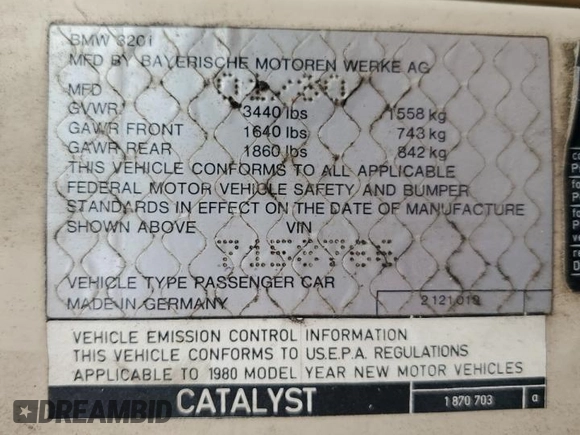 BMW 320i
MFD BY BAYERISCHE MOTOREN WERKE AG
MFD 01/80
GVWR 3440 lbs 1558 kg
GAWR FRONT 1640 lbs 743 kg
GAWR REAR 1860 lbs 842 kg
THIS VEHICLE CONFORMS TO ALL APPLICABLE
FEDERAL MOTOR VEHICLE SAFETY AND BUMPER
STANDARDS IN EFFECT ON THE DATE OF MANUFACTURE
SHOWN ABOVE VIN
VEHICLE TYPE PASSENGER CAR
MADE IN GERMANY 2 121 019
VEHICLE EMISSION CONTROL INFORMATION
THIS VEHICLE CONFORMS TO U.S.E.P.A. REGULATIONS
APPLICABLE TO 1980 MODEL YEAR NEW MOTOR VEHICLES
CATALYST 1 870 703 a
DREAMBID